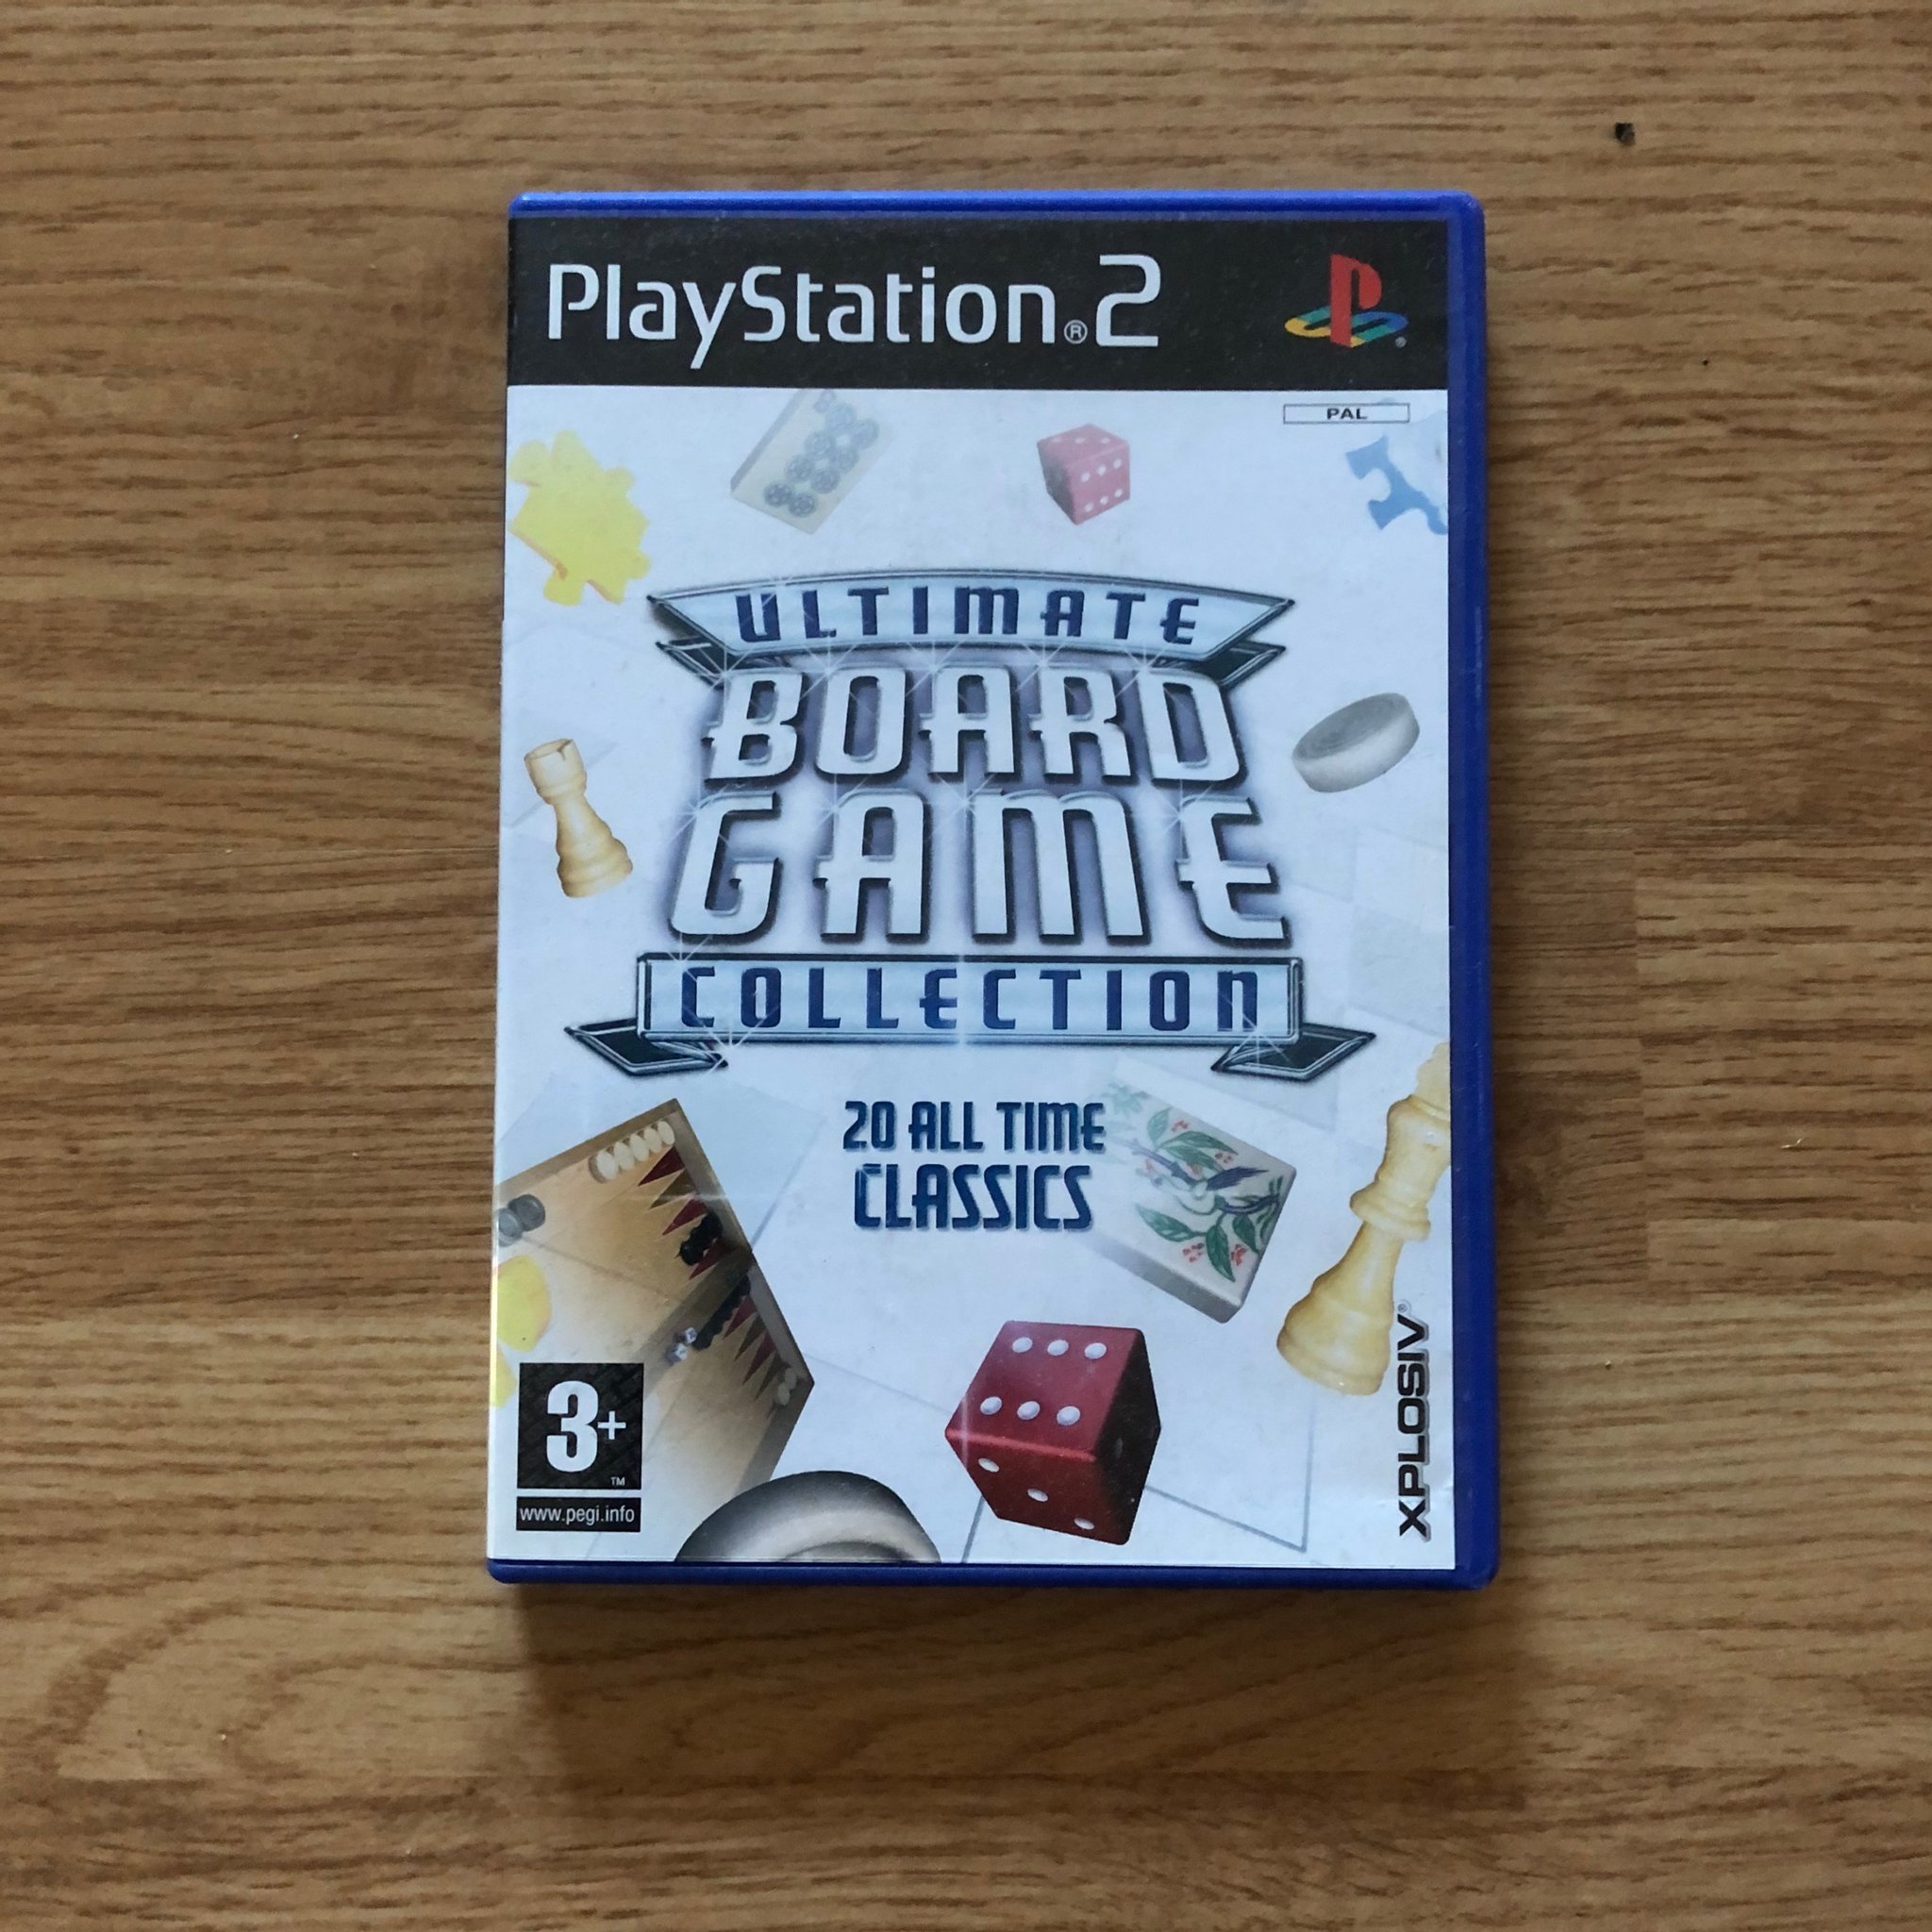 PlayStation®2
PAL
ULTIMATE
BOARD
GAME
COLLECTION
20 ALL TIME
CLASSICS
3+
™
www.pegi.info
XPLOSIV®